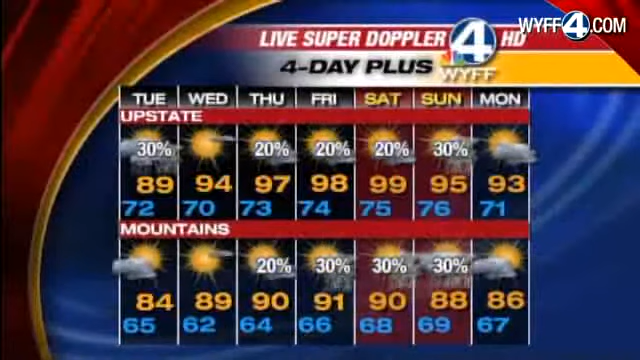 WYFF4.COM
LIVE SUPER DOPPLER 4 HD
4-DAY PLUS WYFF
TUE WED THU FRI SAT SUN MON
UPSTATE
30% 20% 20% 20% 30%
89 94 97 98 99 95 93
72 70 73 74 75 76 71
MOUNTAINS
20% 30% 30% 30%
84 89 90 91 90 88 86
65 62 64 66 68 69 67